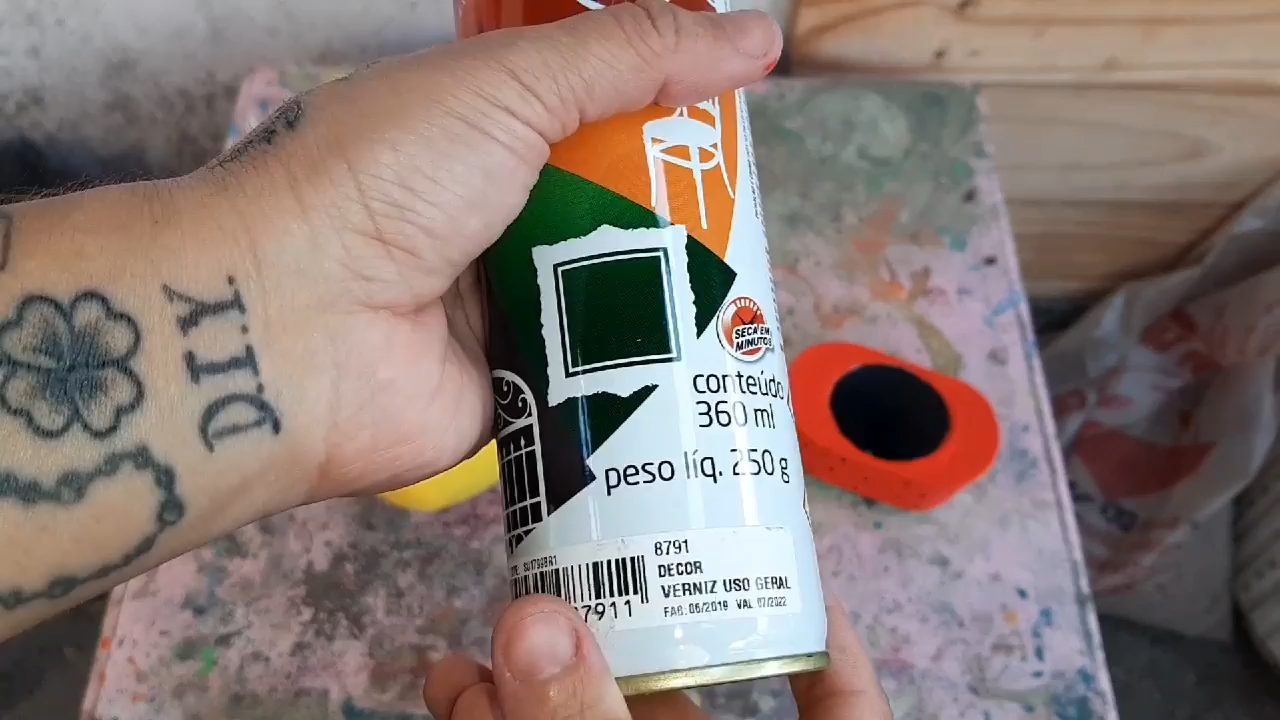 D.I.Y.
SECA EM
MINUTOS
conteúdo
360 ml
peso líq. 250 g
8791
DECOR
VERNIZ USO GERAL
FAB: 06/2019 VAL 07/2022
7911